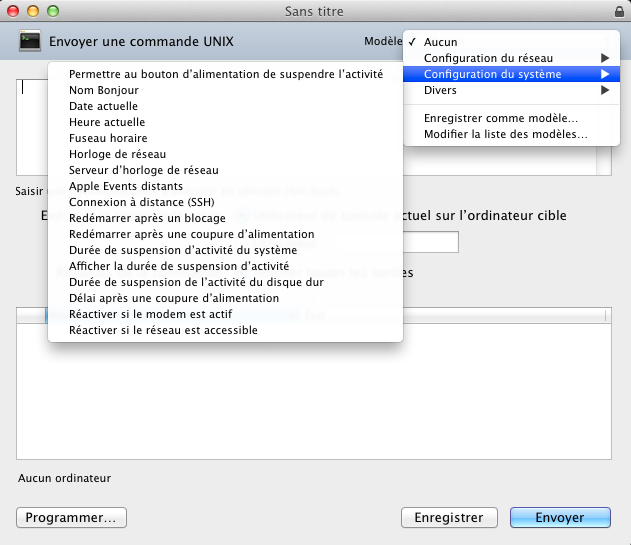 Sans titre
Envoyer une commande UNIX
Modèle
Aucun
Configuration du réseau
Configuration du système
Divers
Enregistrer comme modèle…
Modifier la liste des modèles…
Permettre au bouton d’alimentation de suspendre l’activité
Nom Bonjour
Date actuelle
Heure actuelle
Fuseau horaire
Horloge de réseau
Serveur d’horloge de réseau
Apple Events distants
Connexion à distance (SSH)
Redémarrer après un blocage
Redémarrer après une coupure d’alimentation
Durée de suspension d’activité du système
Afficher la durée de suspension d’activité
Durée de suspension de l’activité du disque dur
Délai après une coupure d’alimentation
Réactiver si le modem est actif
Réactiver si le réseau est accessible
Saisir
actuel sur l’ordinateur cible
Aucun ordinateur
Programmer…
Enregistrer
Envoyer